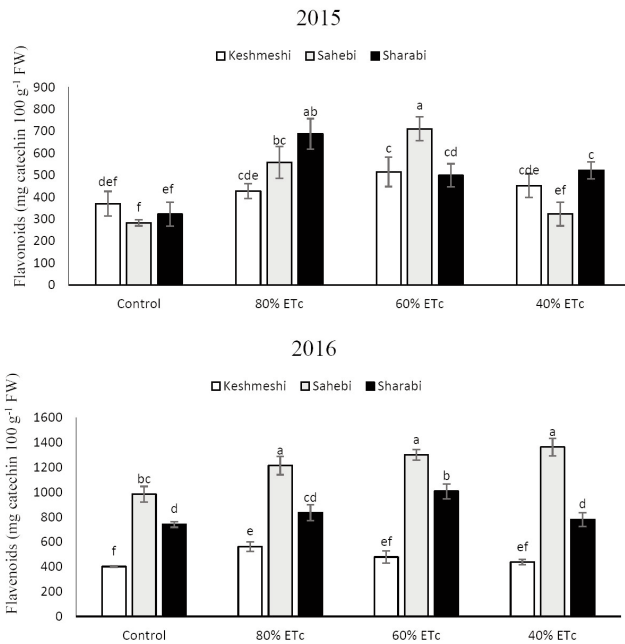 2015
Keshmeshi Sahebi Sharabi
Flavonoids (mg catechin 100 g-1 FW)
900
800
700
600
500
400
300
200
100
0
def f ef
cde bc ab
c a cd
cde ef c
Control 80% ETc 60% ETc 40% ETc
2016
Keshmeshi Sahebi Sharabi
Flavenoids (mg catechin 100 g-1 FW)
1600
1400
1200
1000
800
600
400
200
0
f bc d
e a cd
ef a b
ef a d
Control 80% ETc 60% ETc 40% ETc